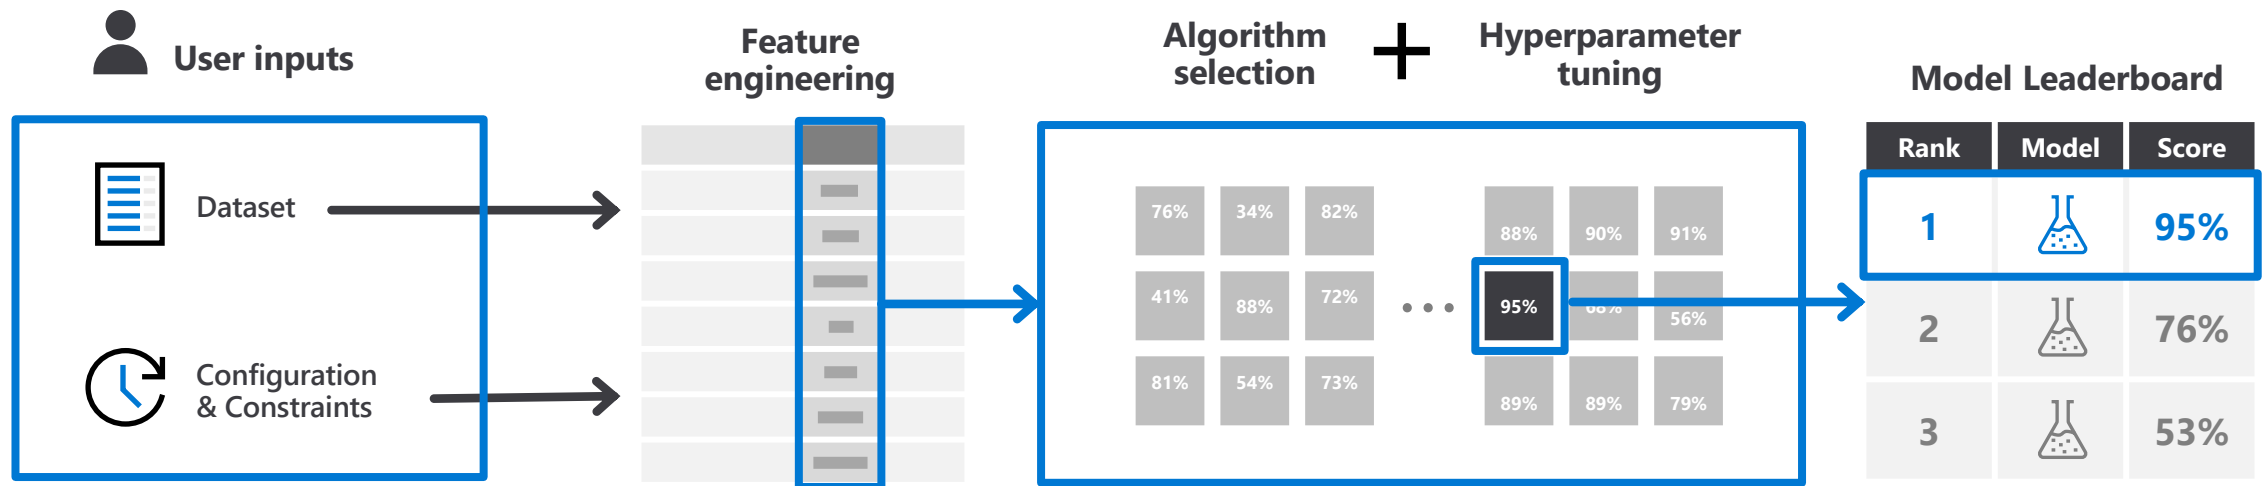 User inputs
Dataset
Configuration
& Constraints
Feature
engineering
Algorithm
selection
Hyperparameter
tuning
76% 34% 82%
41% 88% 72%
81% 54% 73%
88% 90% 91%
95% 56%
89% 89% 79%
Model Leaderboard
Rank Model Score
1 95%
2 76%
3 53%